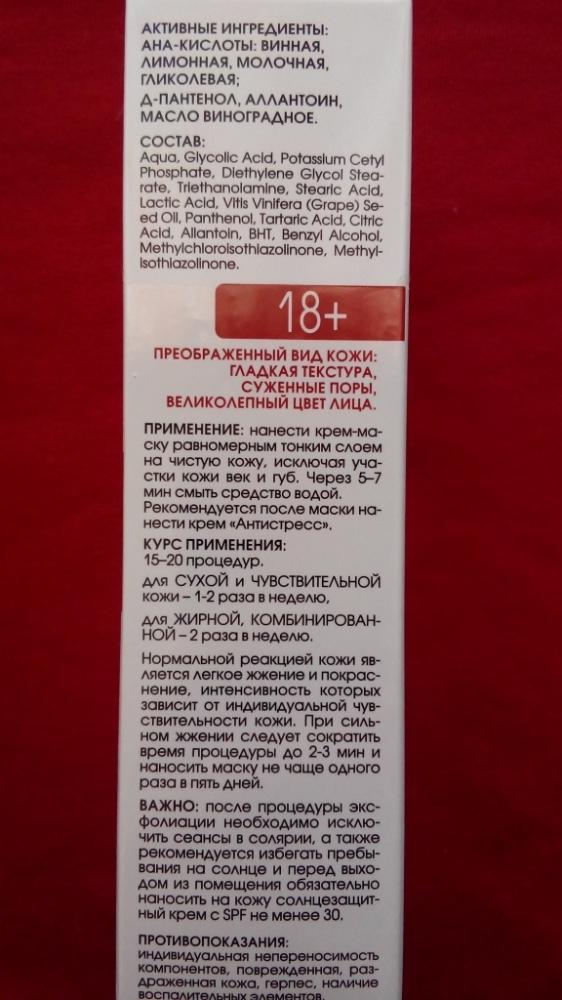 АКТИВНЫЕ ИНГРЕДИЕНТЫ:
АНА-КИСЛОТЫ: ВИННАЯ,
ЛИМОННАЯ, МОЛОЧНАЯ,
ГЛИКОЛЕВАЯ;
Д-ПАНТЕНОЛ, АЛЛАНТОИН,
МАСЛО ВИНОГРАДНОЕ.
СОСТАВ:
Aqua, Glycolic Acid, Potassium Cetyl
Phosphate, Diethylene Glycol Stea-
rate, Triethanolamine, Stearic Acid,
Lactic Acid, Vitis Vinifera (Grape) Se-
ed Oil, Panthenol, Tartaric Acid, Citric
Acid, Allantoin, BHT, Benzyl Alcohol,
Methylchloroisothiazolinone, Methyl-
isothiazolinone.
18+
ПРЕОБРАЖЕННЫЙ ВИД КОЖИ:
ГЛАДКАЯ ТЕКСТУРА,
СУЖЕННЫЕ ПОРЫ,
ВЕЛИКОЛЕПНЫЙ ЦВЕТ ЛИЦА.
ПРИМЕНЕНИЕ: нанести крем-ма-
ску равномерным тонким слоем
на чистую кожу, исключая уча-
стки кожи век и губ. Через 5–7
мин смыть средство водой.
Рекомендуется после маски на-
нести крем «Антистресс».
КУРС ПРИМЕНЕНИЯ:
15–20 процедур.
для СУХОЙ и ЧУВСТВИТЕЛЬНОЙ
кожи – 1-2 раза в неделю,
для ЖИРНОЙ, КОМБИНИРОВАН-
НОЙ – 2 раза в неделю.
Нормальной реакцией кожи яв-
ляется легкое жжение и покрас-
нение, интенсивность которых
зависит от индивидуальной чув-
ствительности кожи. При силь-
ном жжении следует сократить
время процедуры до 2-3 мин и
наносить маску не чаще одного
раза в пять дней.
ВАЖНО: после процедуры экс-
фолиации необходимо исклю-
чить сеансы в солярии, а также
рекомендуется избегать пребы-
вания на солнце и перед выхо-
дом из помещения обязательно
наносить на кожу солнцезащит-
ный крем с SPF не менее 30.
ПРОТИВОПОКАЗАНИЯ:
индивидуальная непереносимость
компонентов, поврежденная, раз-
драженная кожа, герпес, наличие
воспалительных элементов.